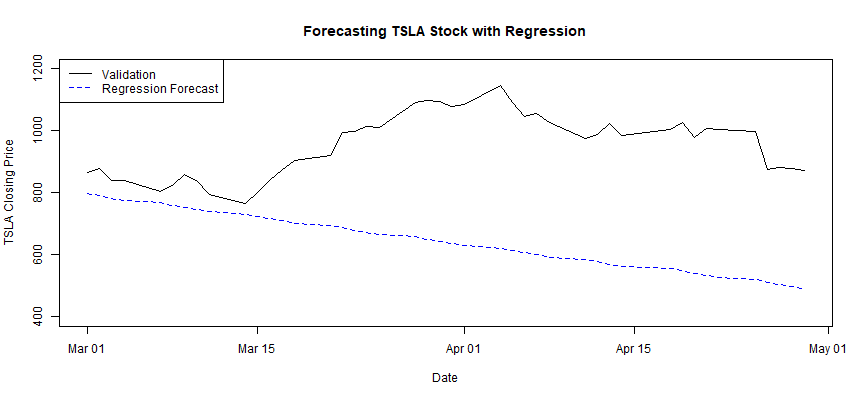 Forecasting TSLA Stock with Regression
Validation
Regression Forecast
TSLA Closing Price
1200
1000
800
600
400
Mar 01
Mar 15
Apr 01
Apr 15
May 01
Date